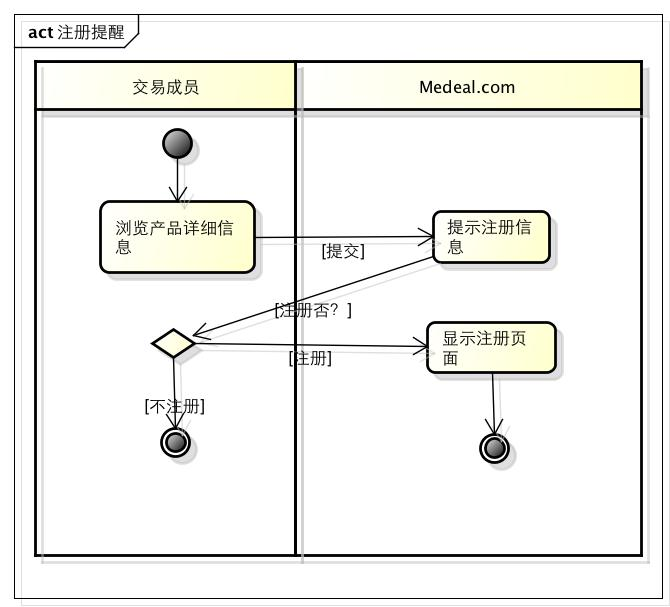 act 注册提醒
交易成员
Medeal.com
浏览产品详细信
息
[提交]
提示注册信
息
[注册否？]
[注册]
显示注册页
面
[不注册]